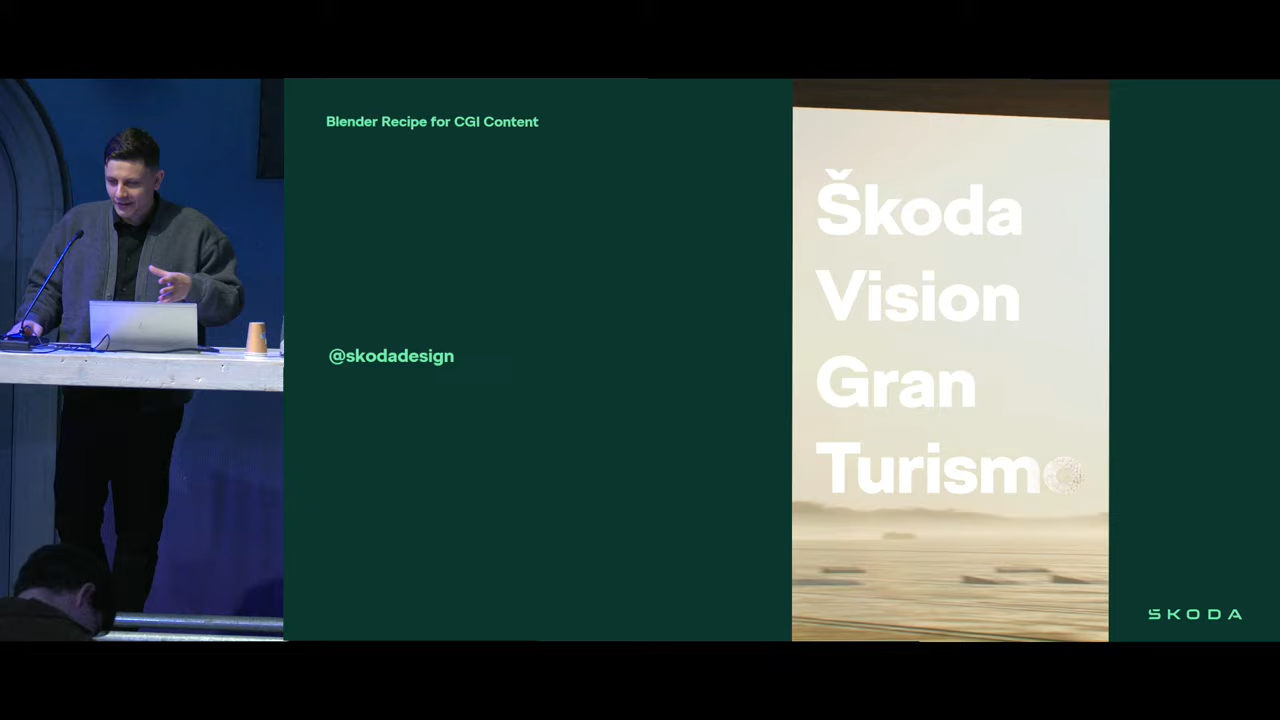 Blender Recipe for CGI Content
@skodadesign
Škoda
Vision
Gran
Turismo
ŠKODA